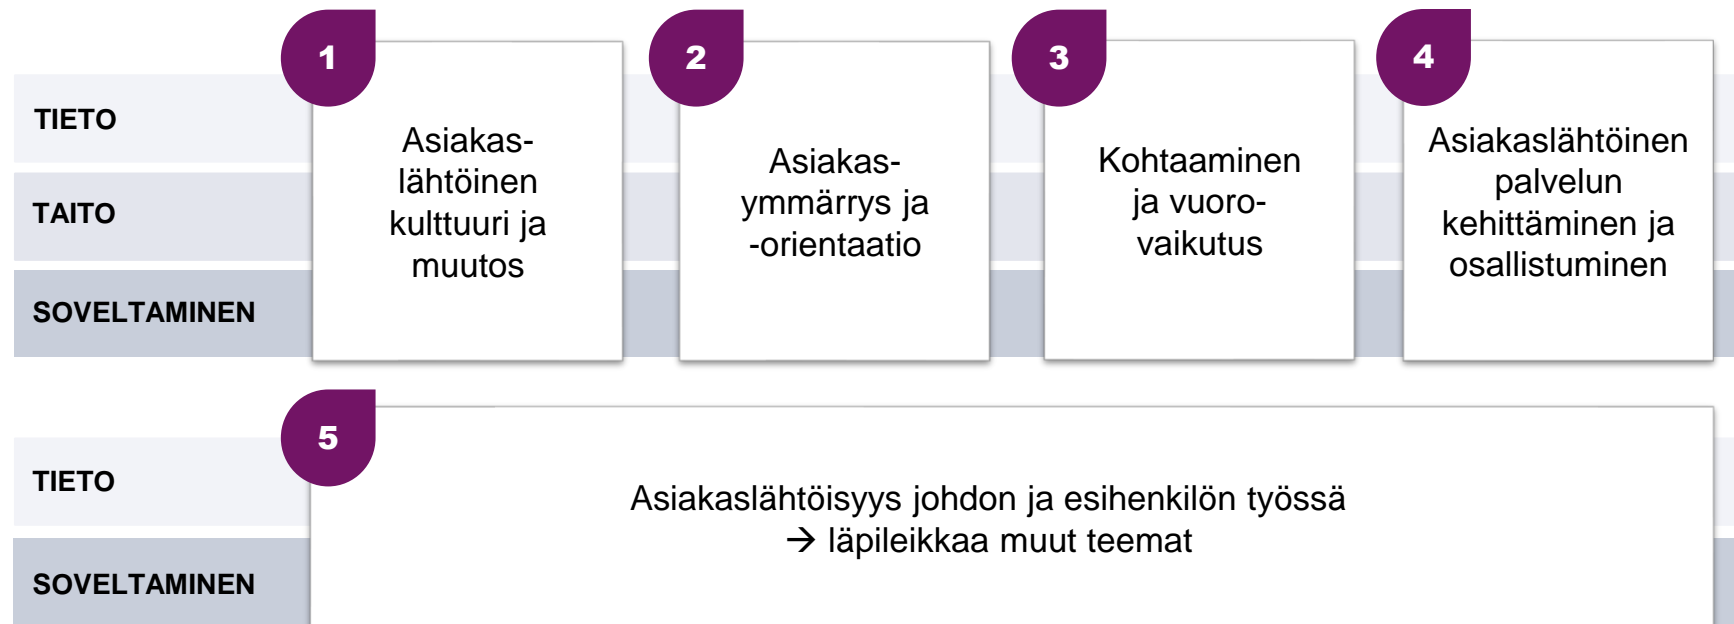 1
2
3
4
TIETO
TAITO
SOVELTAMINEN
Asiakas-
lähtöinen
kulttuuri ja
muutos
Asiakas-
ymmärrys ja
-orientaatio
Kohtaaminen
ja vuoro-
vaikutus
Asiakaslähtöinen
palvelun
kehittäminen ja
osallistuminen
5
TIETO
SOVELTAMINEN
Asiakaslähtöisyys johdon ja esihenkilön työssä
→ läpileikkaa muut teemat